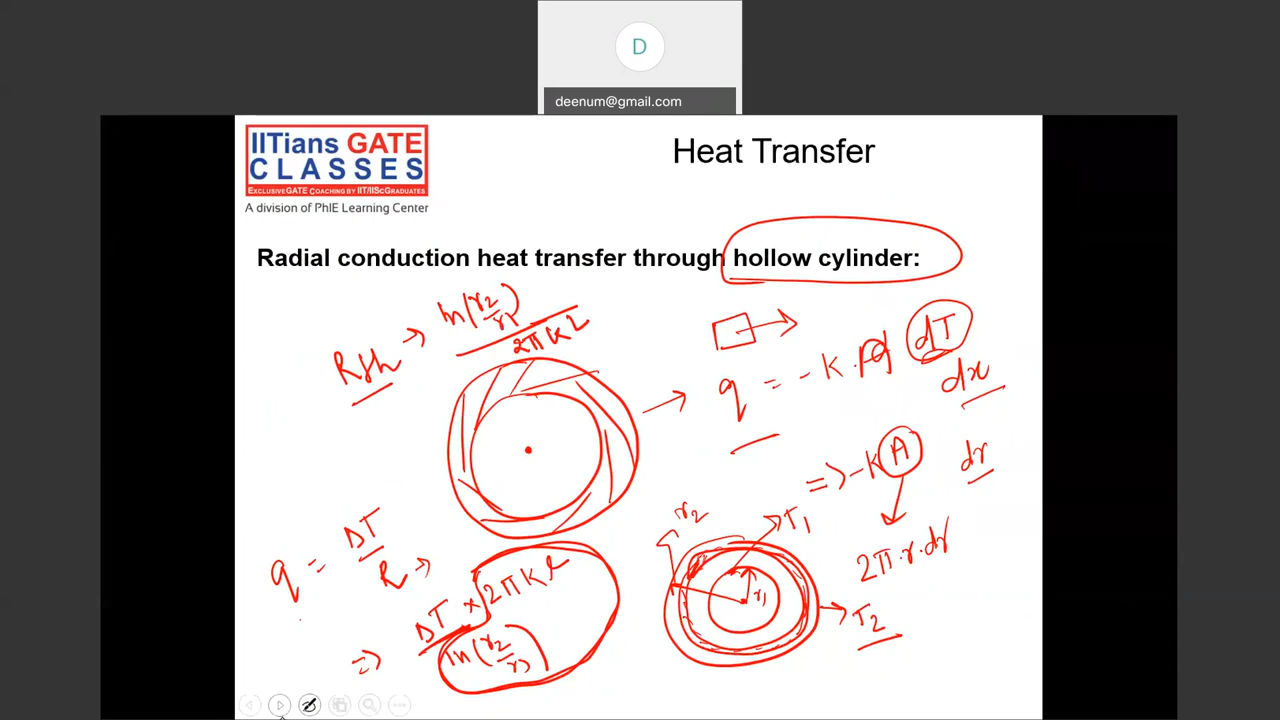 D
deenum@gmail.com
IITians GATE
CLASSES
EXCLUSIVE GATE COACHING BY IIT/IISc GRADUATES
A division of PhIE Learning Center
Heat Transfer
Radial conduction heat transfer through hollow cylinder:
Rth → ln(r2/r1)
2πKL
q = -K.A dT
dx
⇒ -KA
dr
2π.r.dr
r2
T1
r1
T2
q = ΔT
R →
⇒ ΔT × 2πKl
ln(r2/r1)